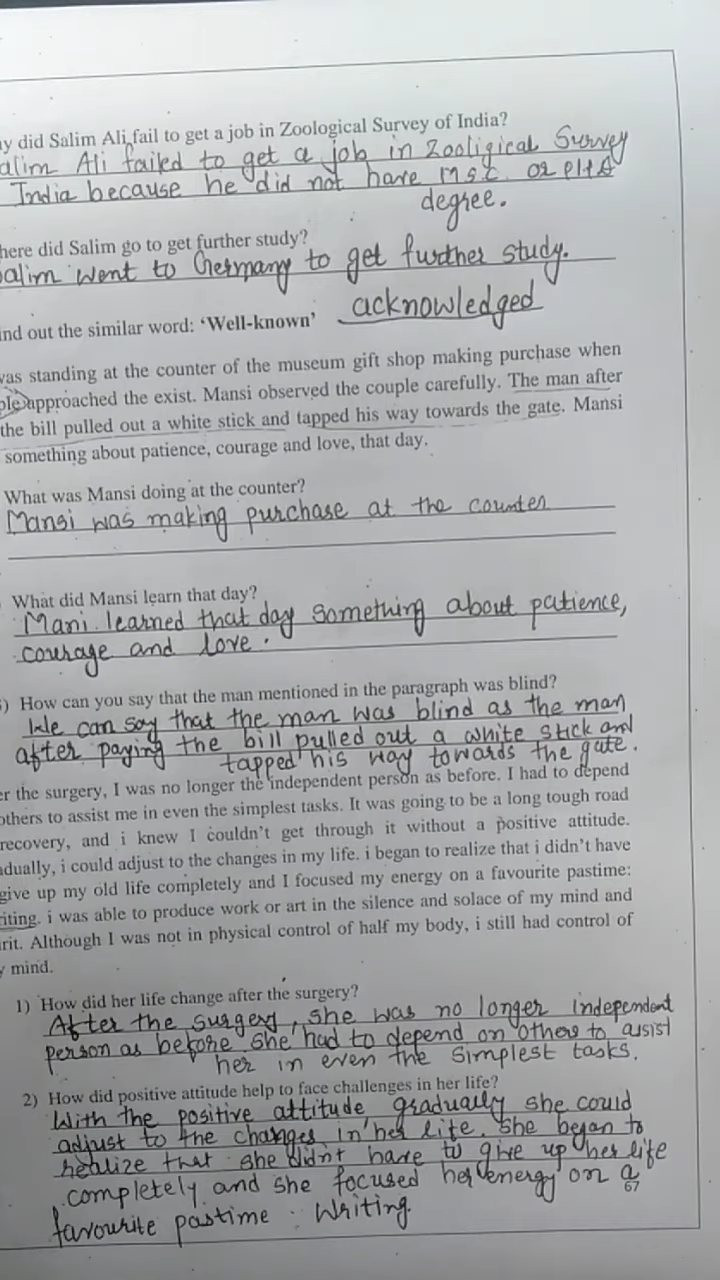 y did Salim Ali fail to get a job in Zoological Survey of India?
alim Ali failed to get a job in Zooligical Survey
India because he did not have M.s.c. or PHd
degree.
here did Salim go to get further study?
alim went to Germany to get further study.
nd out the similar word: ‘Well-known’ acknowledged
vas standing at the counter of the museum gift shop making purchase when
ple approached the exist. Mansi observed the couple carefully. The man after
the bill pulled out a white stick and tapped his way towards the gate. Mansi
something about patience, courage and love, that day.
What was Mansi doing at the counter?
Mansi was making purchase at the counter
What did Mansi learn that day?
Mani learned that day something about patience,
courage and love.
) How can you say that the man mentioned in the paragraph was blind?
We can say that the man was blind as the man
after paying the bill pulled out a white stick and
tapped his way towards the gate.
er the surgery, I was no longer the independent person as before. I had to depend
others to assist me in even the simplest tasks. It was going to be a long tough road
recovery, and i knew I couldn't get through it without a positive attitude.
adually, i could adjust to the changes in my life. i began to realize that i didn't have
give up my old life completely and I focused my energy on a favourite pastime:
riting. i was able to produce work or art in the silence and solace of my mind and
irit. Although I was not in physical control of half my body, i still had control of
y mind.
1) How did her life change after the surgery?
After the surgery, she was no longer independent
person as before she had to depend on others to assist
her in even the simplest tasks.
2) How did positive attitude help to face challenges in her life?
With the positive attitude, gradually she could
adjust to the changes in her life. She began to
realize that she didn't have to give up her life
completely and she focused her energy on a
67
favourite pastime : Writing.